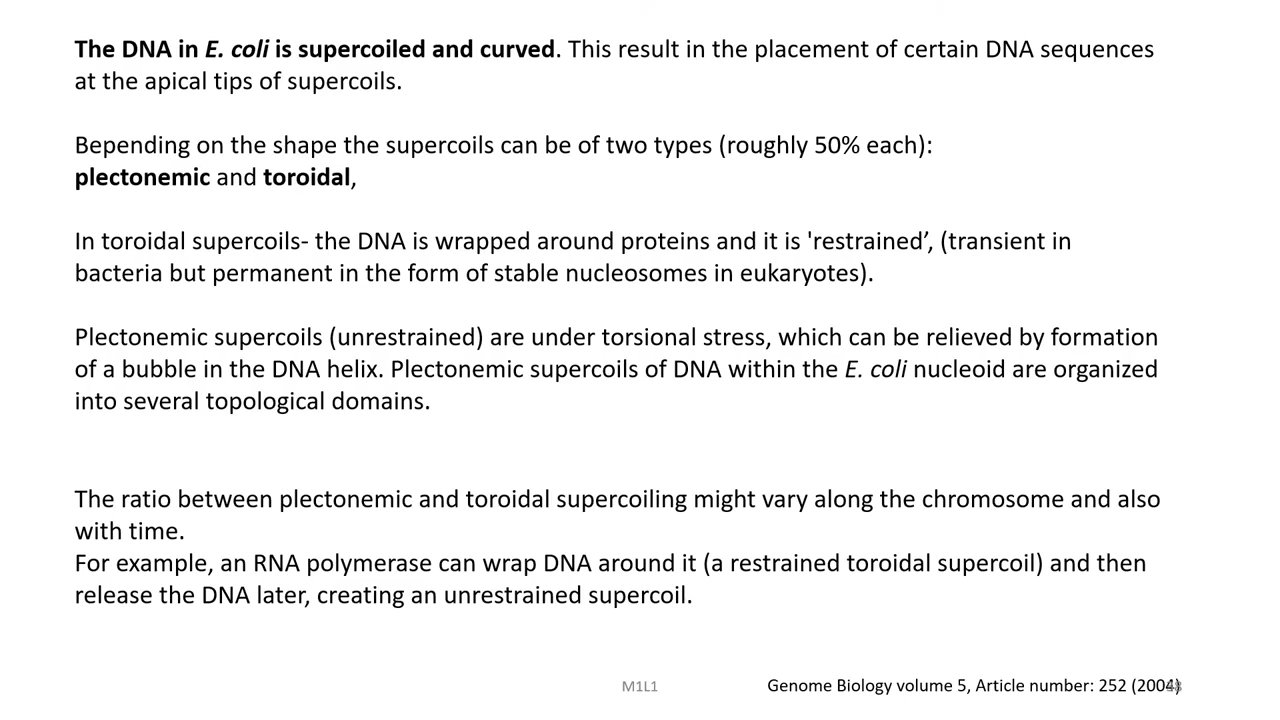 The DNA in E. coli is supercoiled and curved. This result in the placement of certain DNA sequences
at the apical tips of supercoils.
Bepending on the shape the supercoils can be of two types (roughly 50% each):
plectonemic and toroidal,
In toroidal supercoils- the DNA is wrapped around proteins and it is 'restrained’, (transient in
bacteria but permanent in the form of stable nucleosomes in eukaryotes).
Plectonemic supercoils (unrestrained) are under torsional stress, which can be relieved by formation
of a bubble in the DNA helix. Plectonemic supercoils of DNA within the E. coli nucleoid are organized
into several topological domains.
The ratio between plectonemic and toroidal supercoiling might vary along the chromosome and also
with time.
For example, an RNA polymerase can wrap DNA around it (a restrained toroidal supercoil) and then
release the DNA later, creating an unrestrained supercoil.
M1L1
Genome Biology volume 5, Article number: 252 (2004)